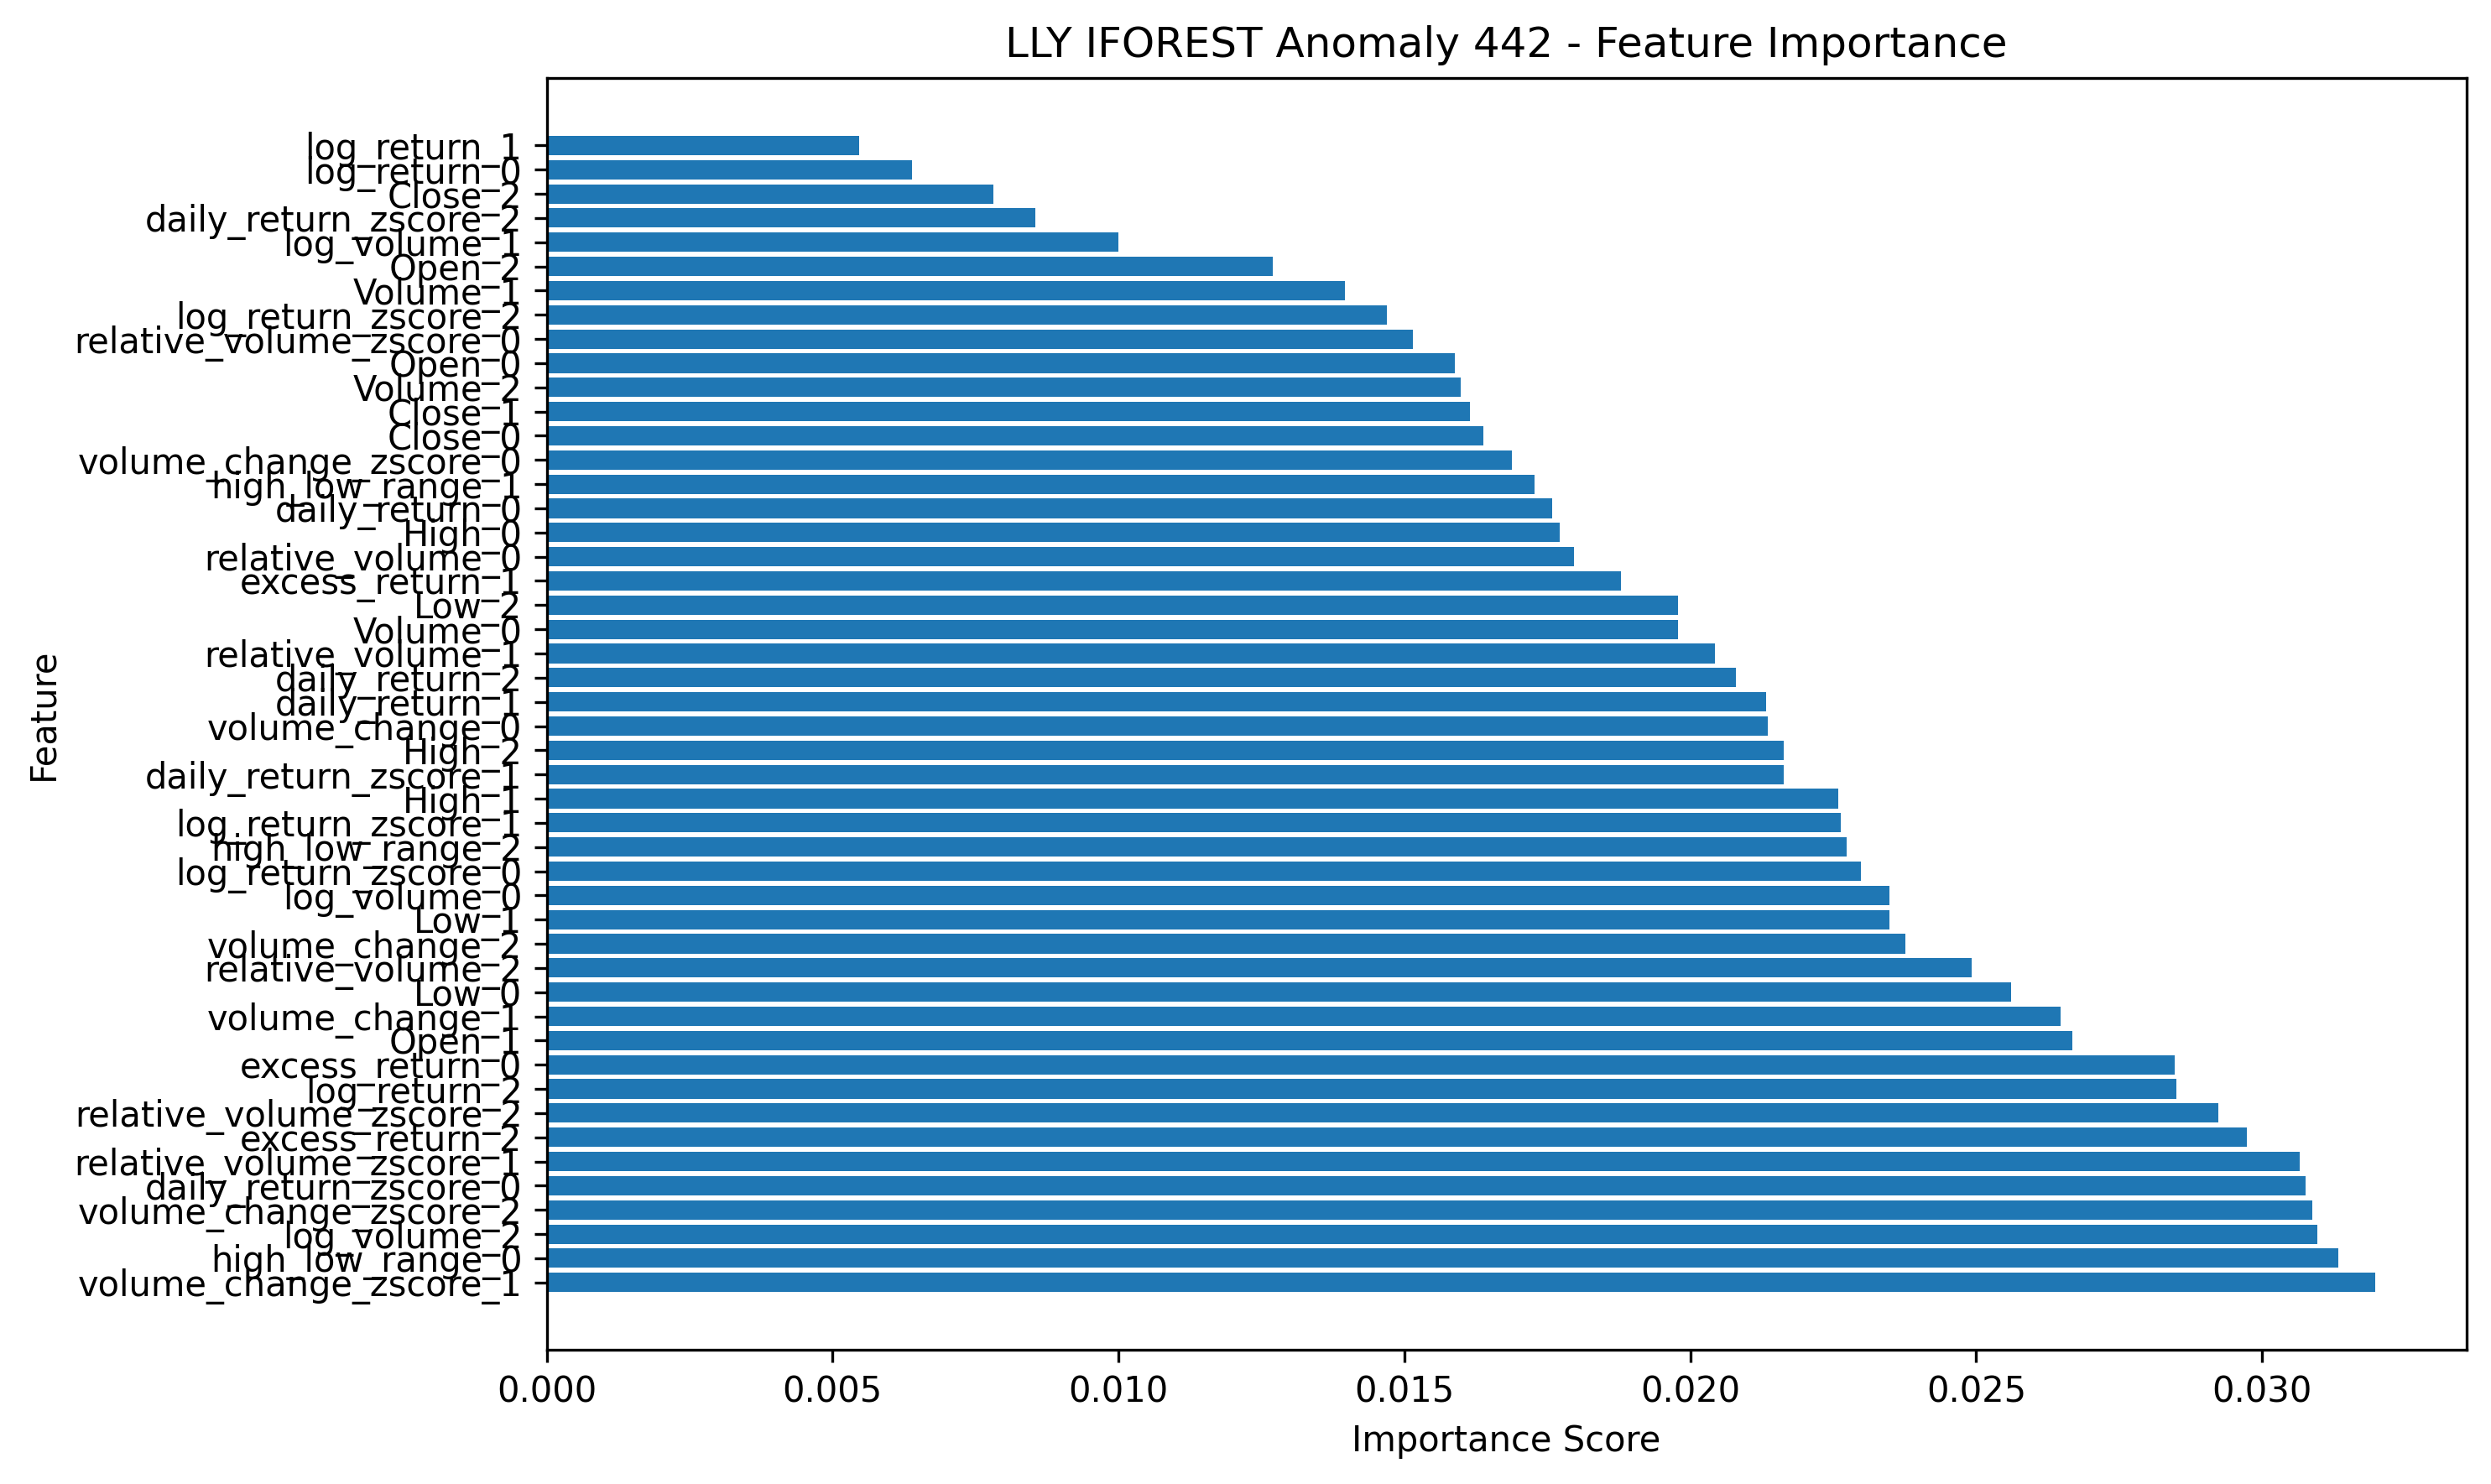 LLY IFOREST Anomaly 442 - Feature Importance
log_return_1
log_return_0
Close_2
daily_return_zscore_2
log_volume_1
Open_2
Volume_1
log_return_zscore_2
relative_volume_zscore_0
Open_0
Volume_2
Close_1
Close_0
volume_change_zscore_0
high_low_range_1
daily_return_0
High_0
relative_volume_0
excess_return_1
Low_2
Volume_0
relative_volume_1
daily_return_2
daily_return_1
volume_change_0
High_2
daily_return_zscore_1
High_1
log_return_zscore_1
high_low_range_2
log_return_zscore_0
log_volume_0
Low_1
volume_change_2
relative_volume_2
Low_0
volume_change_1
Open_1
excess_return_0
log_return_2
relative_volume_zscore_2
excess_return_2
relative_volume_zscore_1
daily_return_zscore_0
volume_change_zscore_2
log_volume_2
high_low_range_0
volume_change_zscore_1
Feature
0.000 0.005 0.010 0.015 0.020 0.025 0.030
Importance Score